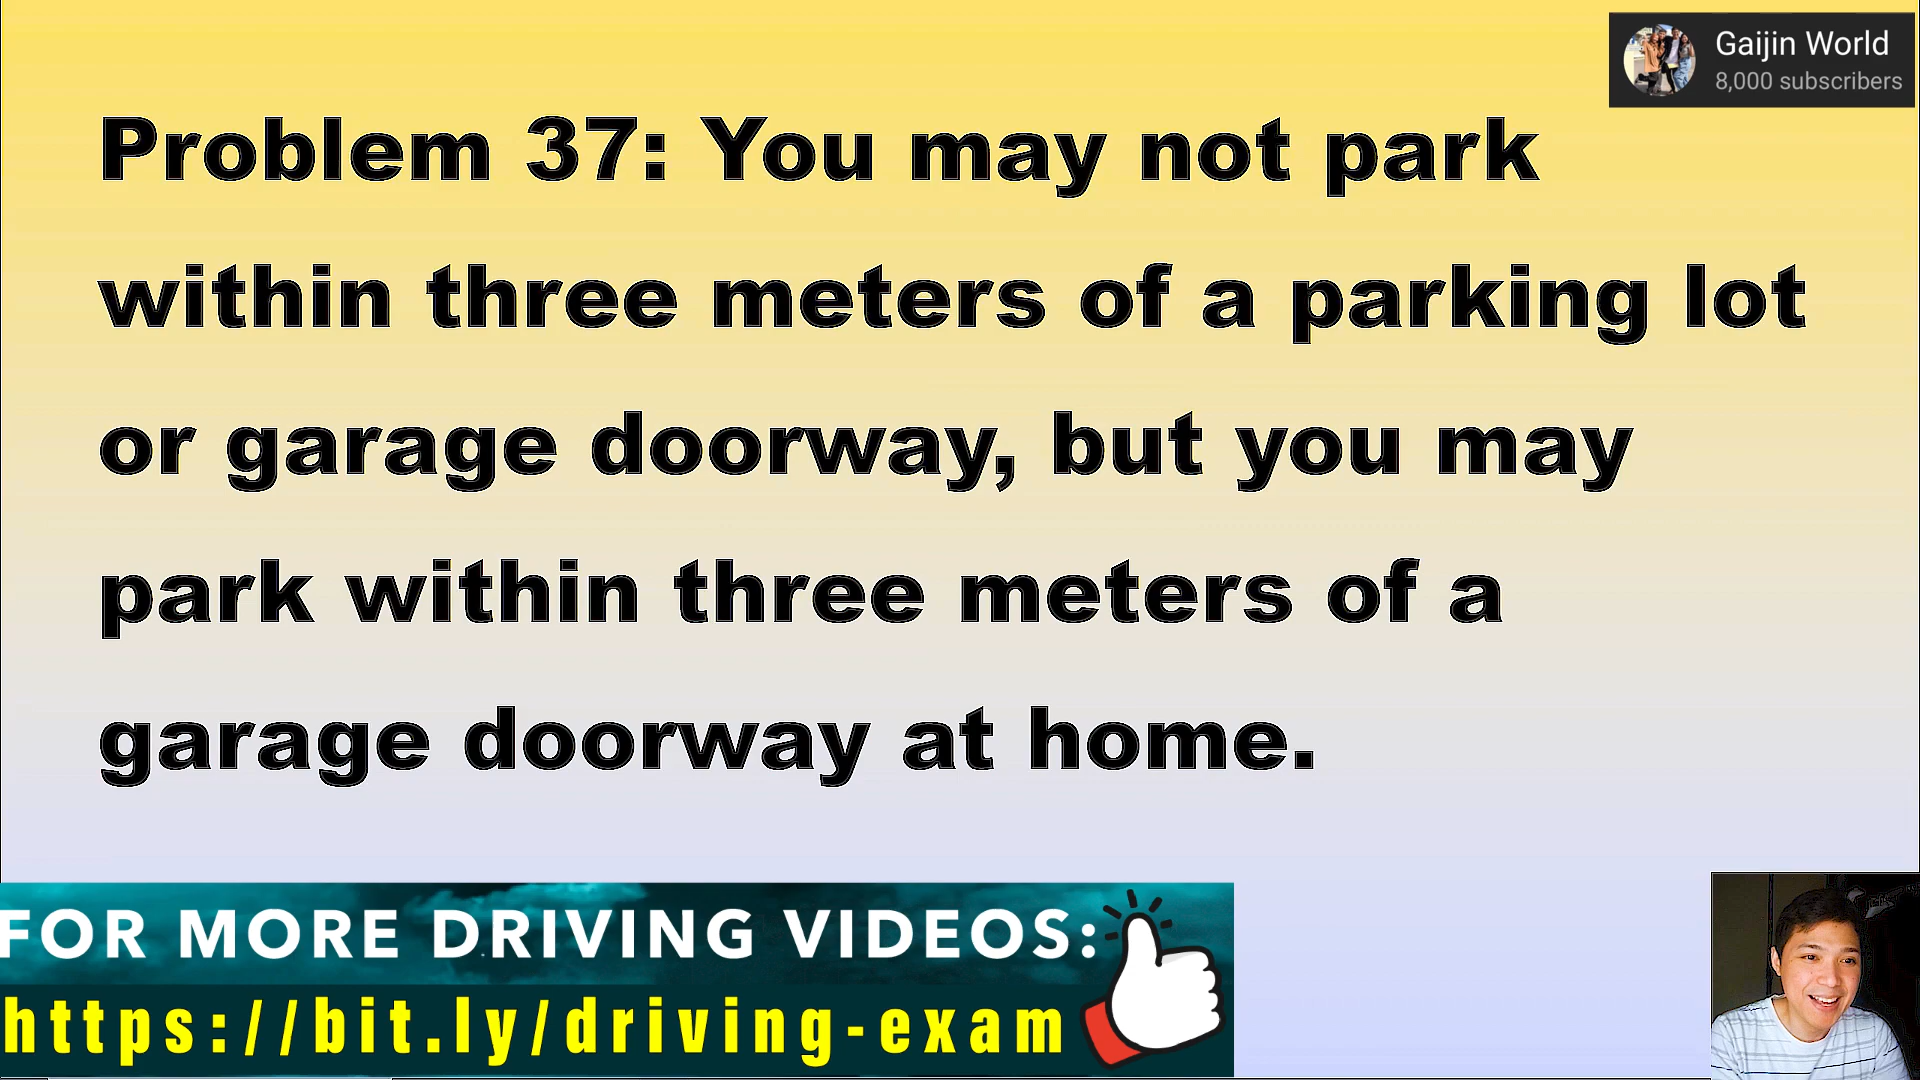 Gaijin World
8,000 subscribers
Problem 37: You may not park
within three meters of a parking lot
or garage doorway, but you may
park within three meters of a
garage doorway at home.
FOR MORE DRIVING VIDEOS:
https://bit.ly/driving-exam